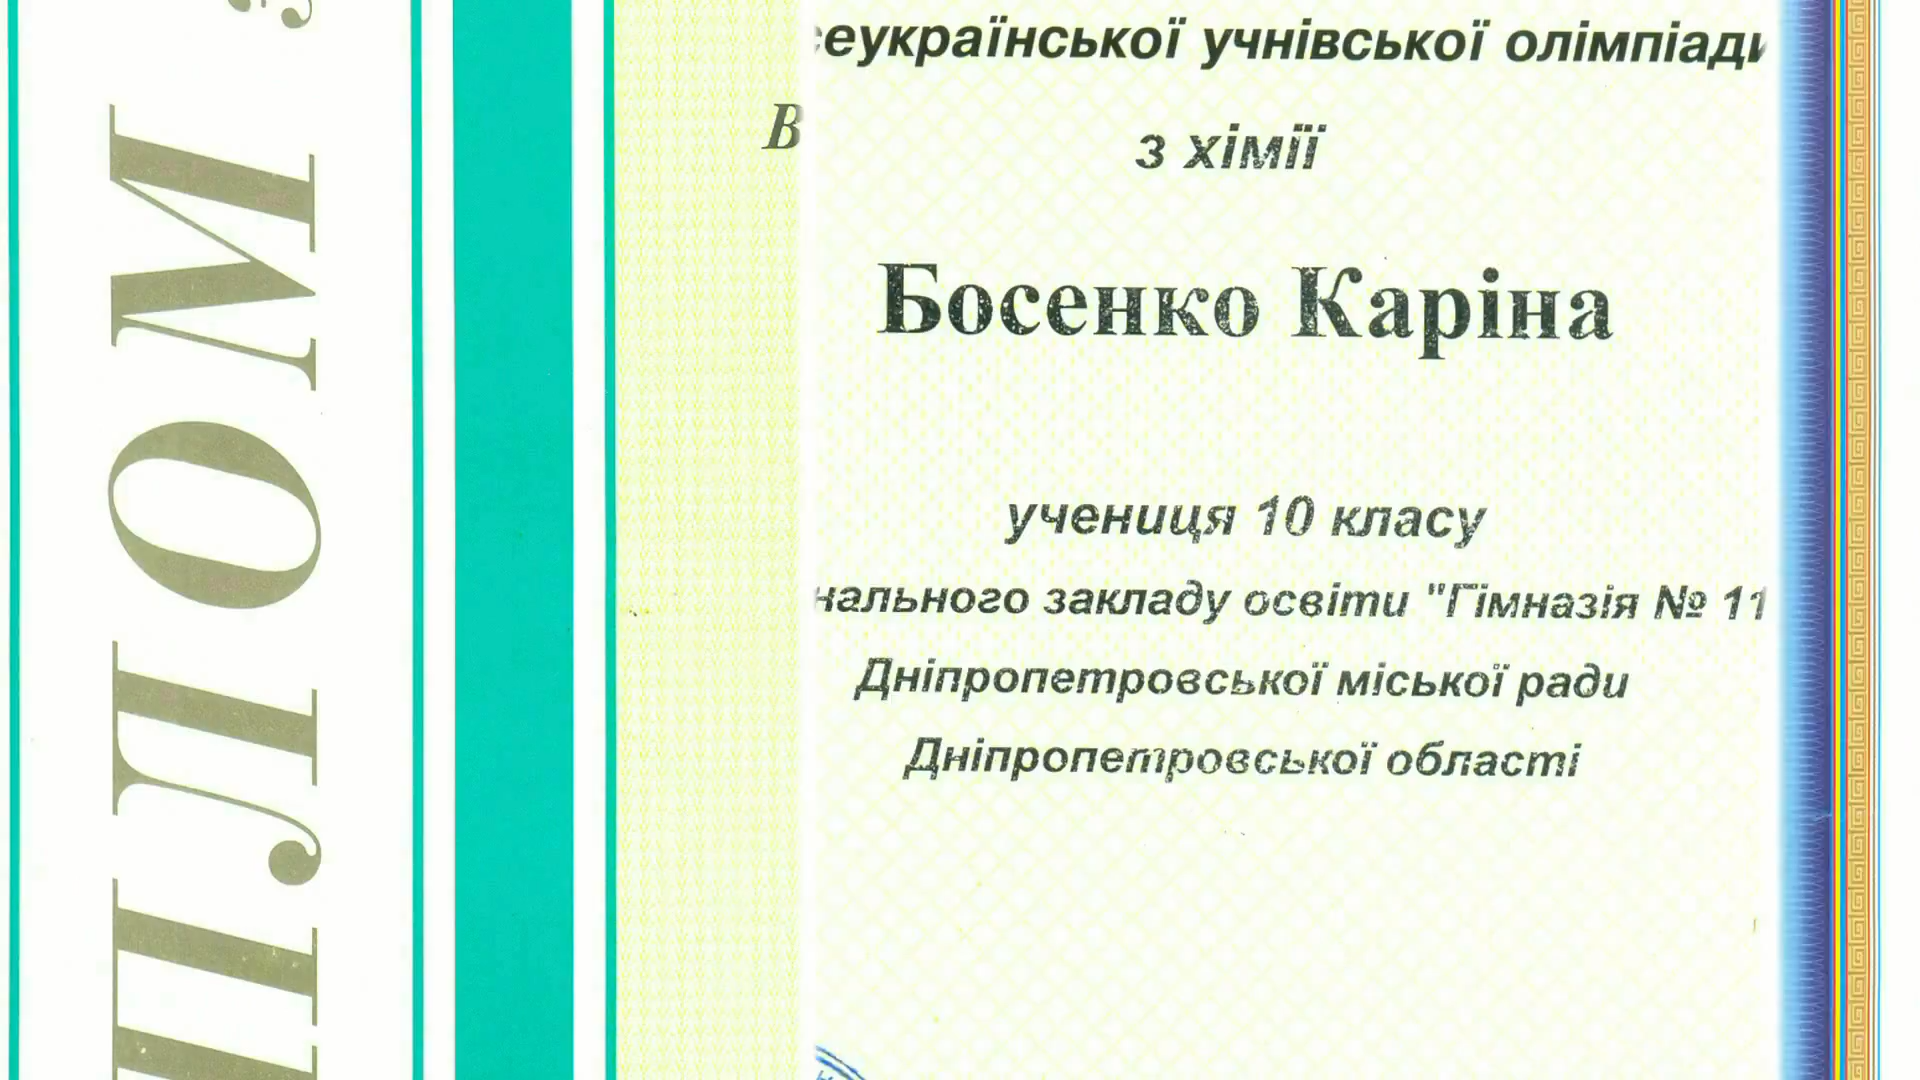 ДИПЛОМ
В
сеукраїнської учнівської олімпіади
з хімії
Босенко Каріна
учениця 10 класу
нального закладу освіти "Гімназія № 11
Дніпропетровської міської ради
Дніпропетровської області